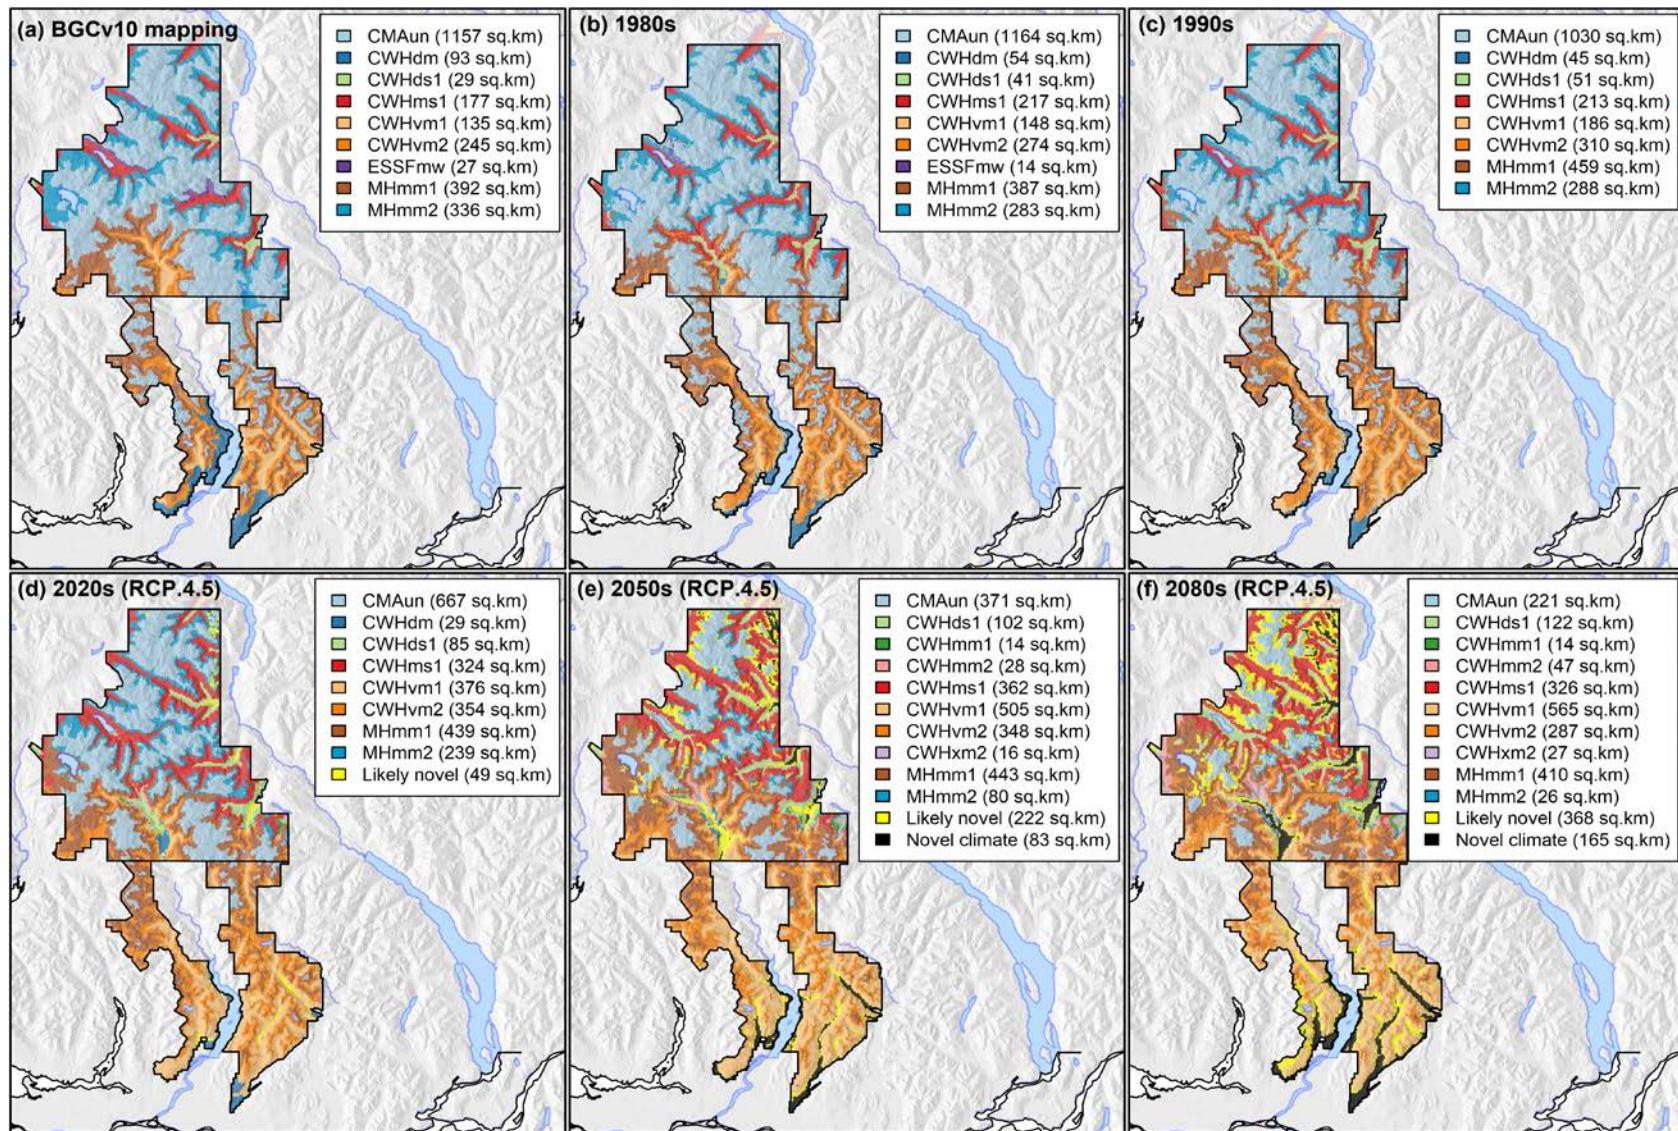 (a) BGCv10 mapping
CMAun (1157 sq.km)
CWHdm (93 sq.km)
CWHds1 (29 sq.km)
CWHms1 (177 sq.km)
CWHvm1 (135 sq.km)
CWHvm2 (245 sq.km)
ESSFmw (27 sq.km)
MHmm1 (392 sq.km)
MHmm2 (336 sq.km)
(b) 1980s
CMAun (1164 sq.km)
CWHdm (54 sq.km)
CWHds1 (41 sq.km)
CWHms1 (217 sq.km)
CWHvm1 (148 sq.km)
CWHvm2 (274 sq.km)
ESSFmw (14 sq.km)
MHmm1 (387 sq.km)
MHmm2 (283 sq.km)
(c) 1990s
CMAun (1030 sq.km)
CWHdm (45 sq.km)
CWHds1 (51 sq.km)
CWHms1 (213 sq.km)
CWHvm1 (186 sq.km)
CWHvm2 (310 sq.km)
MHmm1 (459 sq.km)
MHmm2 (288 sq.km)
(d) 2020s (RCP.4.5)
CMAun (667 sq.km)
CWHdm (29 sq.km)
CWHds1 (85 sq.km)
CWHms1 (324 sq.km)
CWHvm1 (376 sq.km)
CWHvm2 (354 sq.km)
MHmm1 (439 sq.km)
MHmm2 (239 sq.km)
Likely novel (49 sq.km)
(e) 2050s (RCP.4.5)
CMAun (371 sq.km)
CWHds1 (102 sq.km)
CWHmm1 (14 sq.km)
CWHmm2 (28 sq.km)
CWHms1 (362 sq.km)
CWHvm1 (505 sq.km)
CWHvm2 (348 sq.km)
CWHxm2 (16 sq.km)
MHmm1 (443 sq.km)
MHmm2 (80 sq.km)
Likely novel (222 sq.km)
Novel climate (83 sq.km)
(f) 2080s (RCP.4.5)
CMAun (221 sq.km)
CWHds1 (122 sq.km)
CWHmm1 (14 sq.km)
CWHmm2 (47 sq.km)
CWHms1 (326 sq.km)
CWHvm1 (565 sq.km)
CWHvm2 (287 sq.km)
CWHxm2 (27 sq.km)
MHmm1 (410 sq.km)
MHmm2 (26 sq.km)
Likely novel (368 sq.km)
Novel climate (165 sq.km)